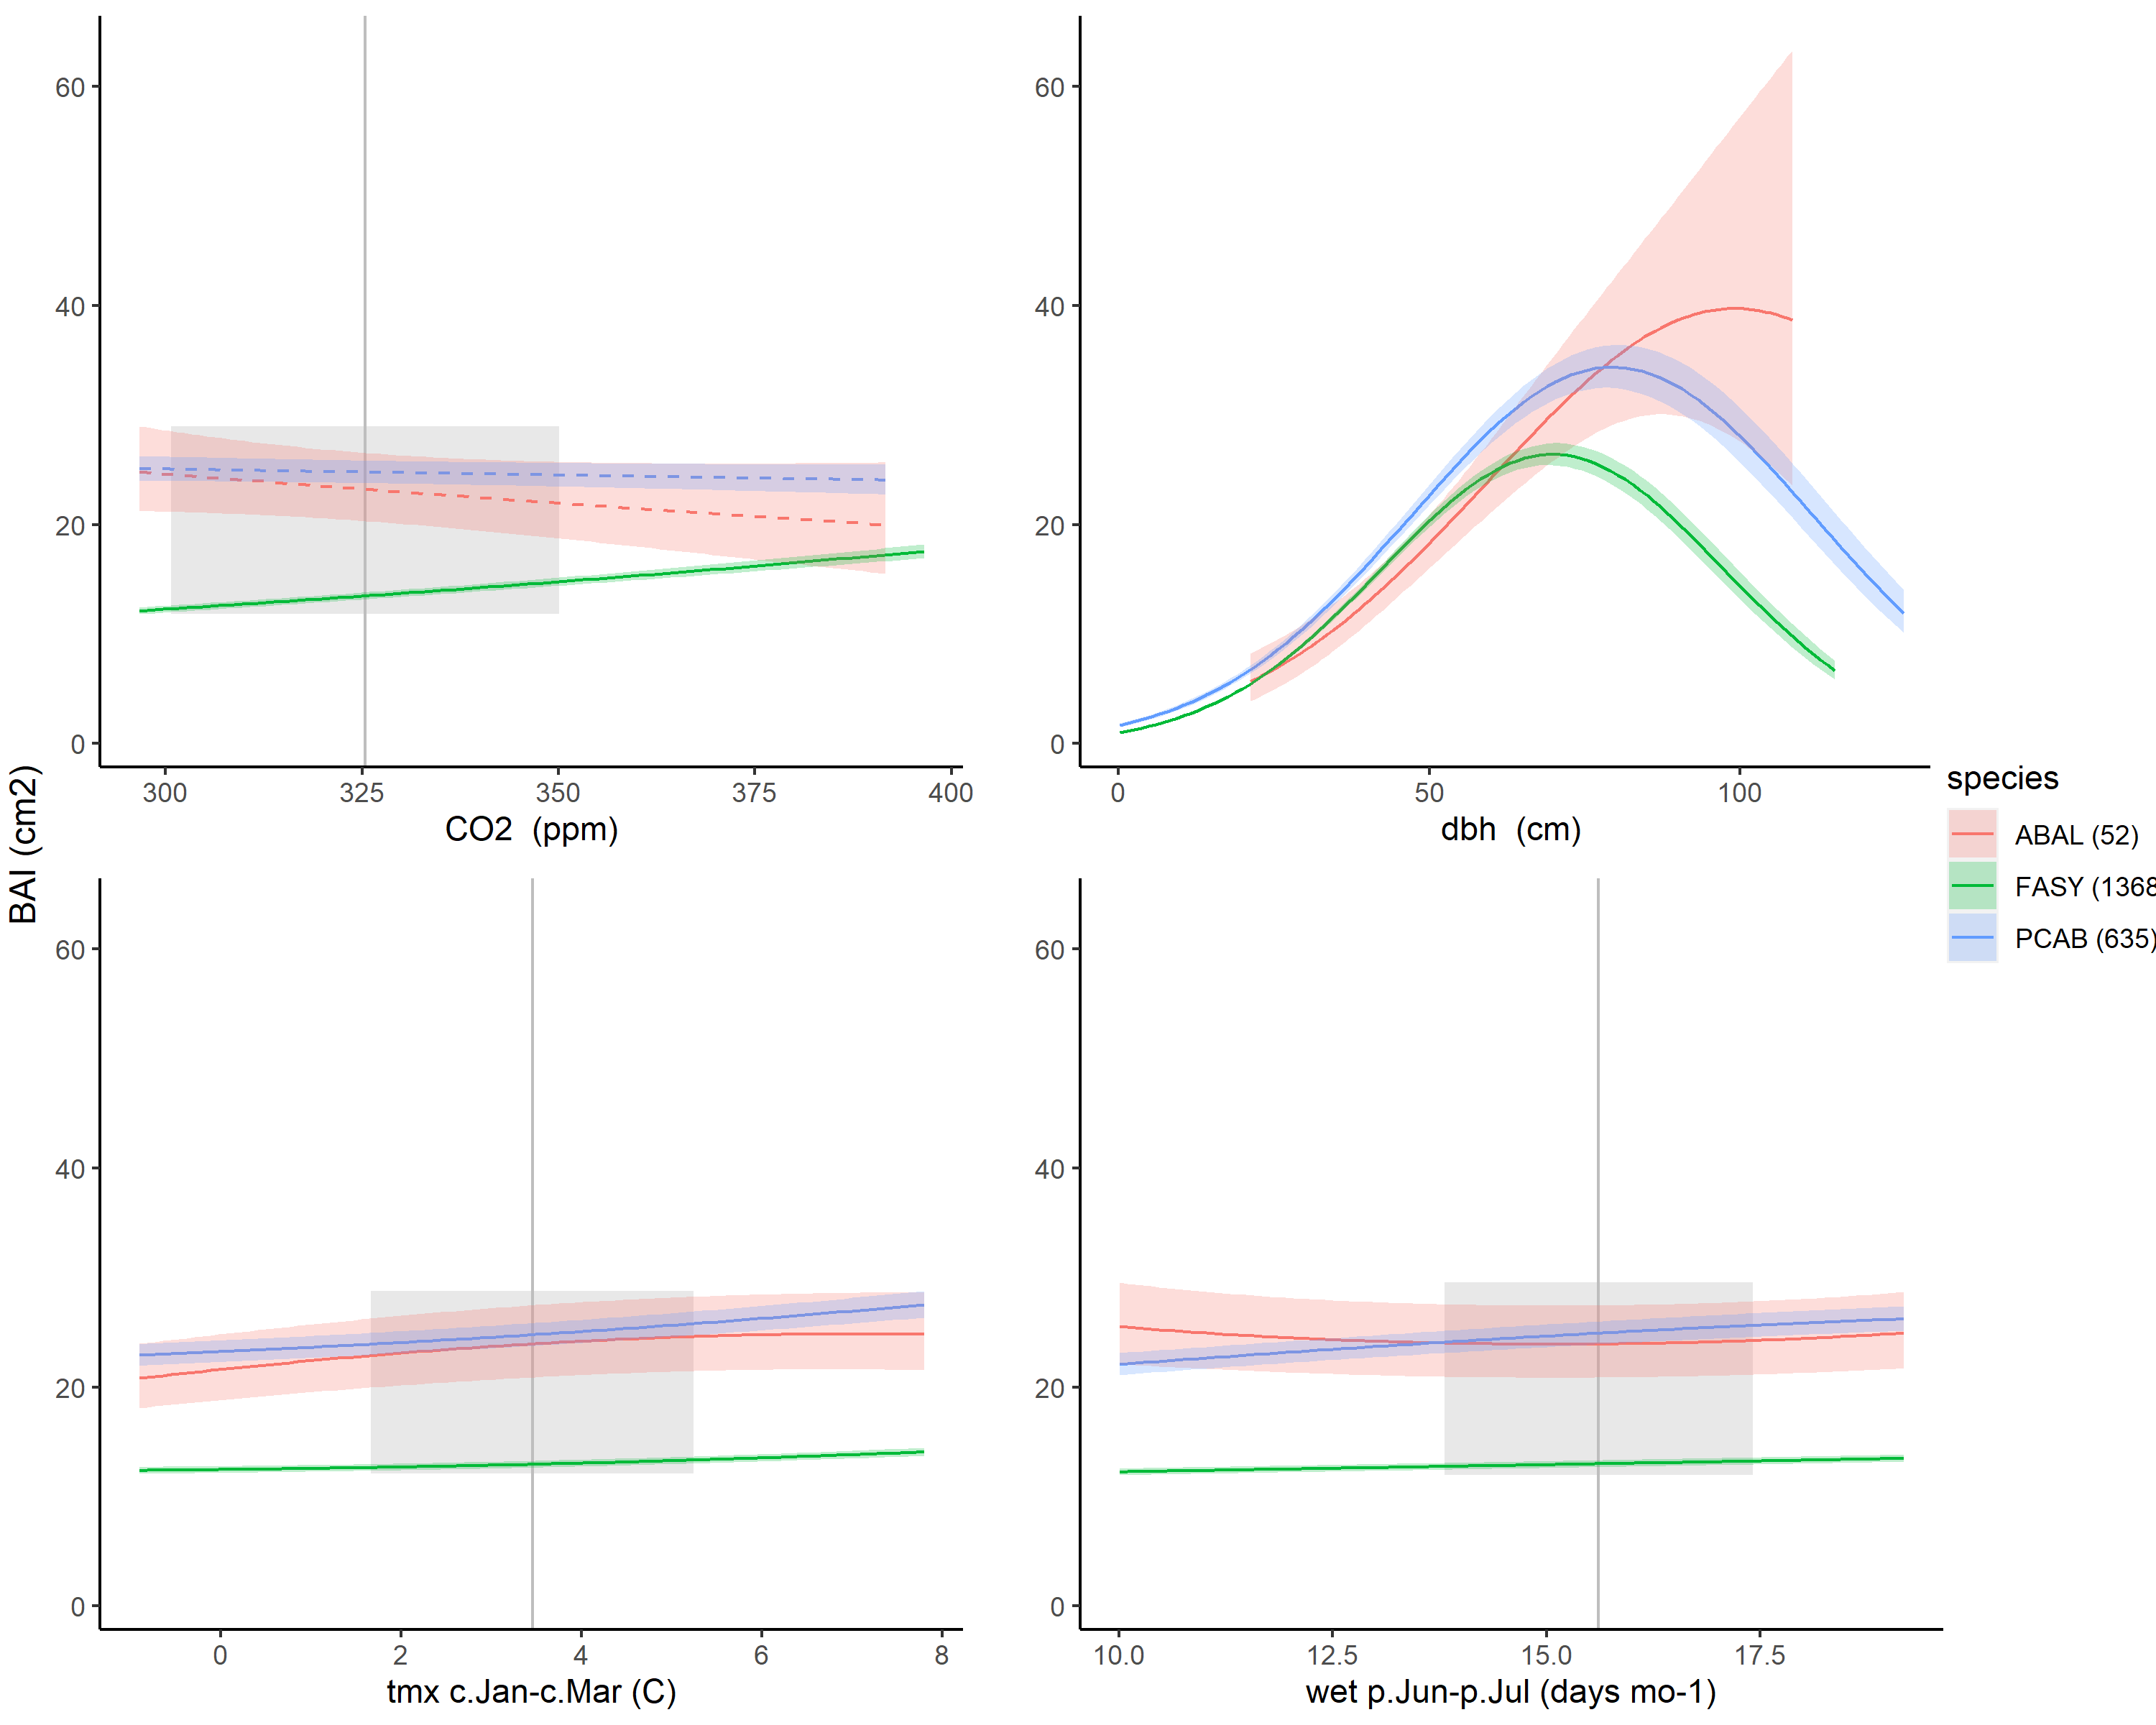 BAI (cm2)
60
40
20
0
300 325 350 375 400
CO2 (ppm)
60
40
20
0
0 50 100
dbh (cm)
species
ABAL (52)
FASY (1368
PCAB (635)
60
40
20
0
0 2 4 6 8
tmx c.Jan-c.Mar (C)
60
40
20
0
10.0 12.5 15.0 17.5
wet p.Jun-p.Jul (days mo-1)